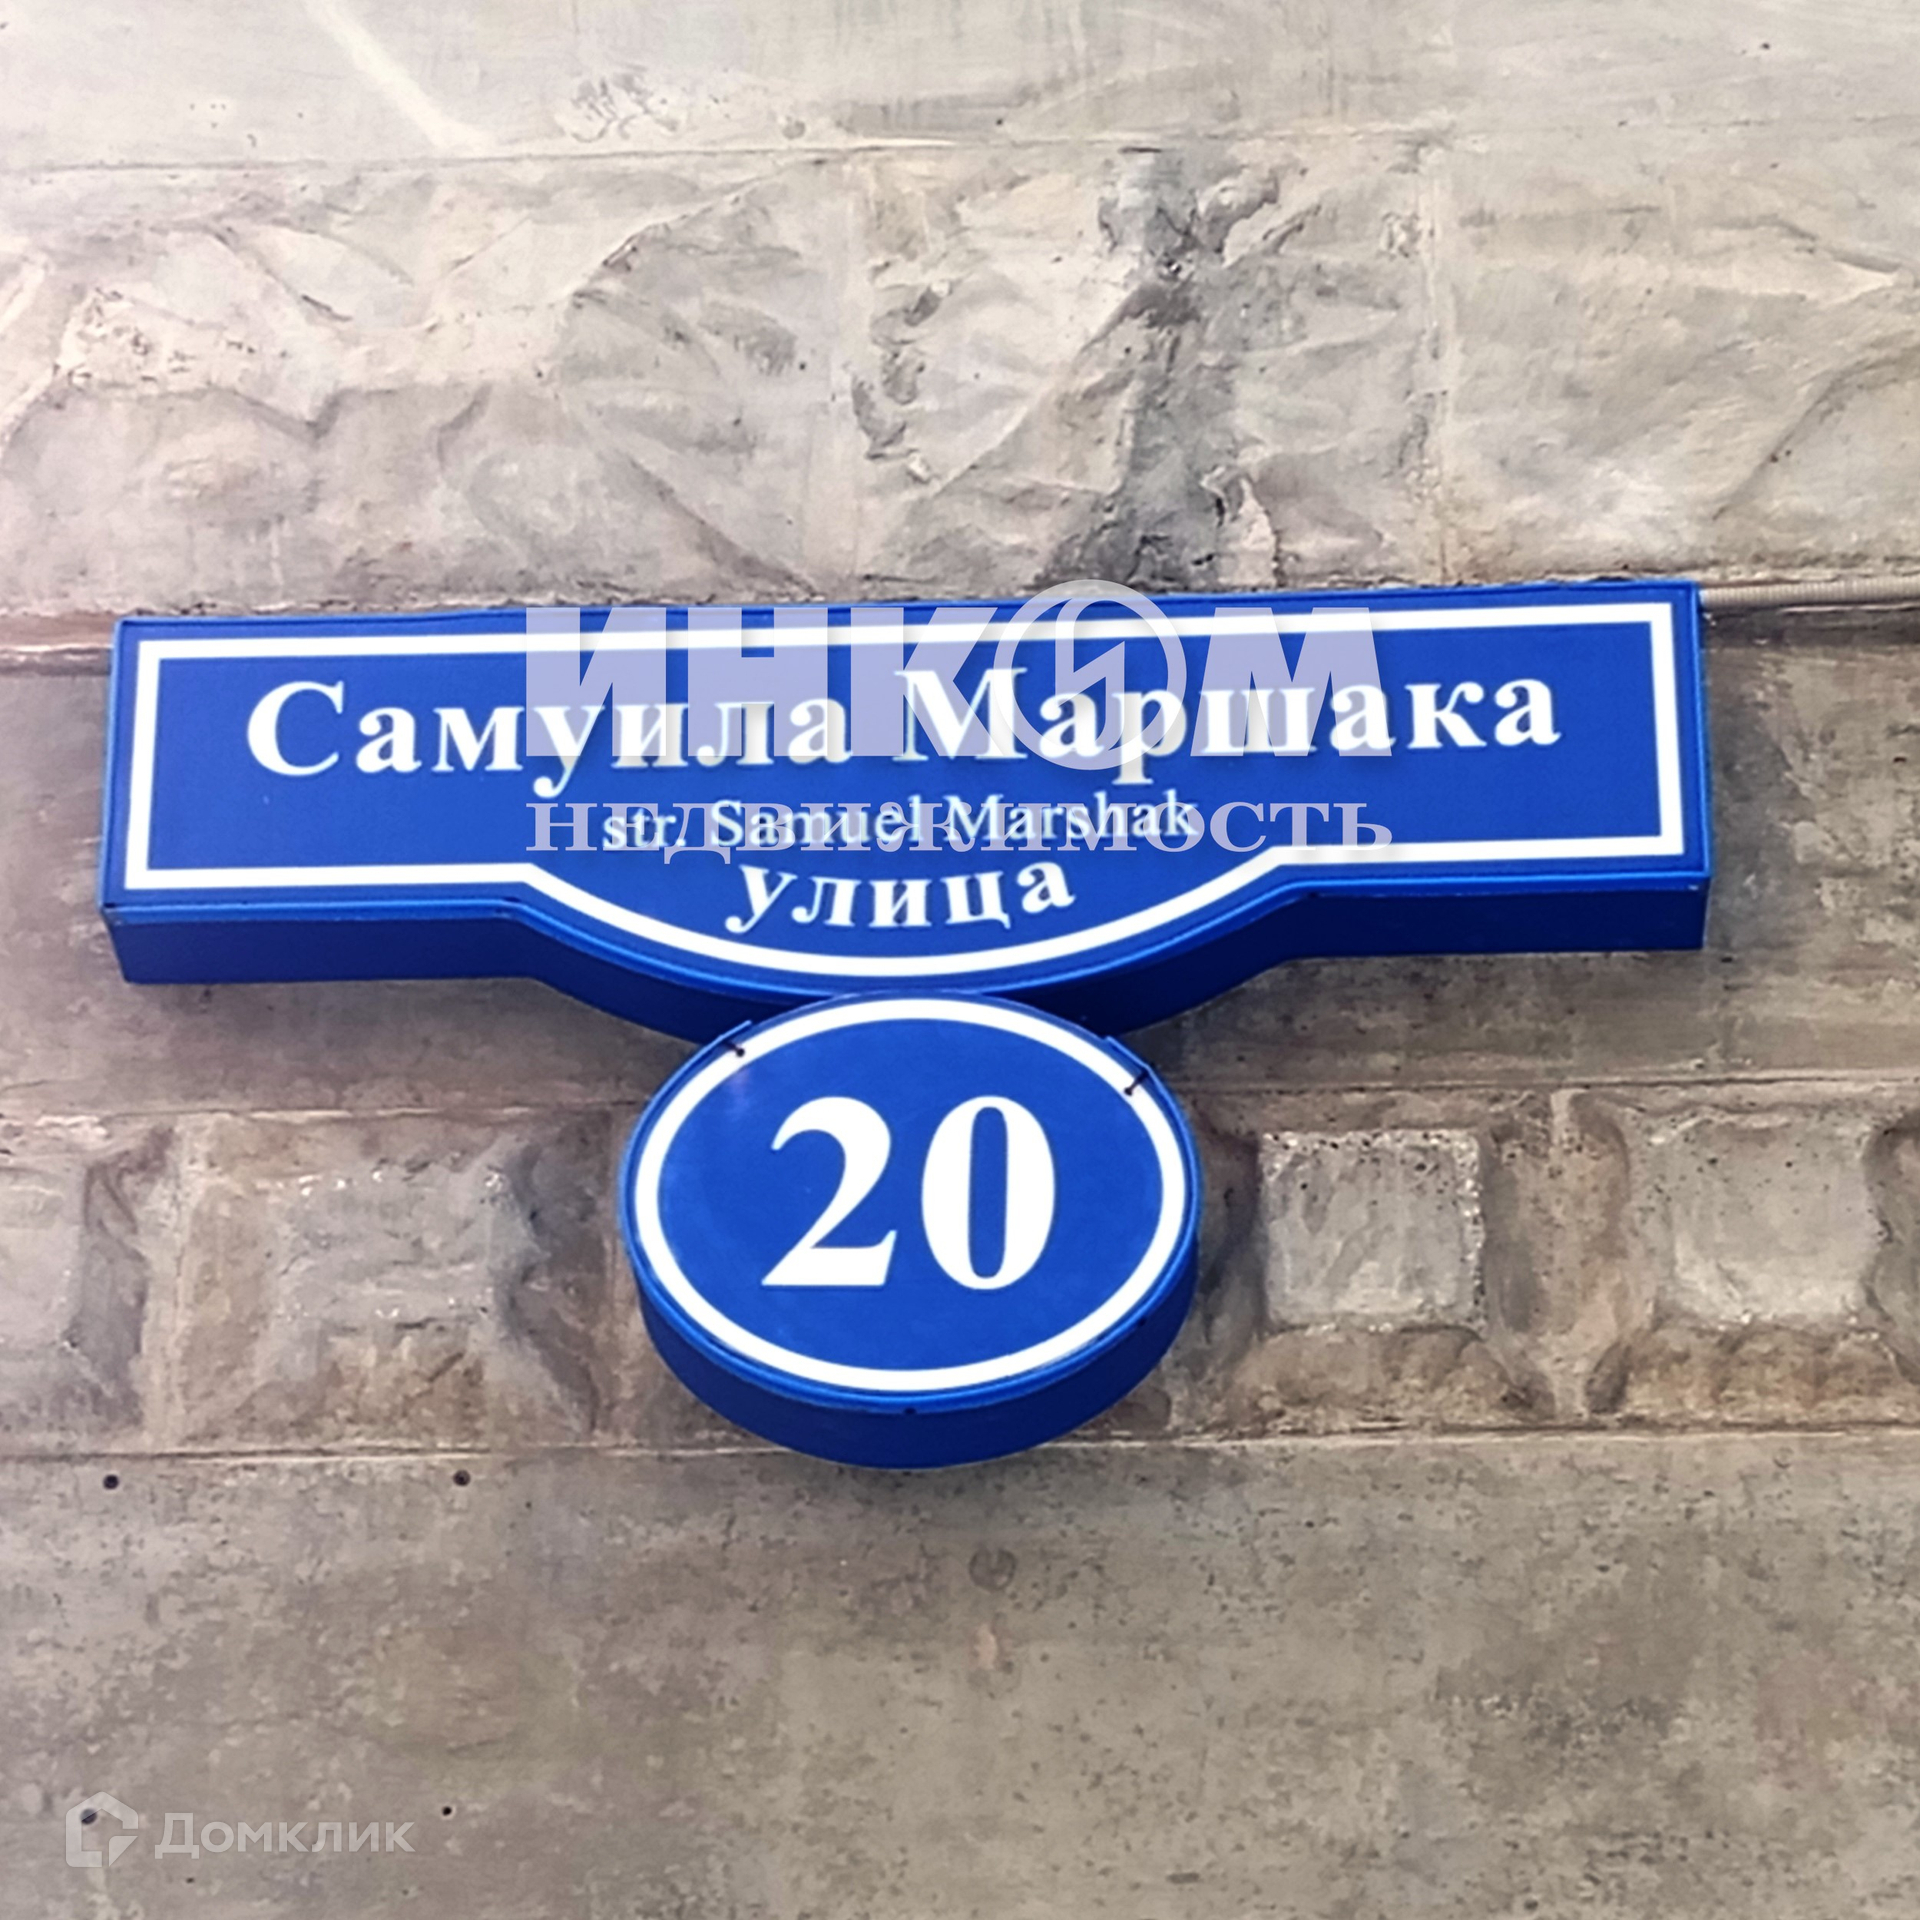 ИНКОМ
Самуила Маршака
недвижимость
str. Samuel Marshak
улица
20
Домклик